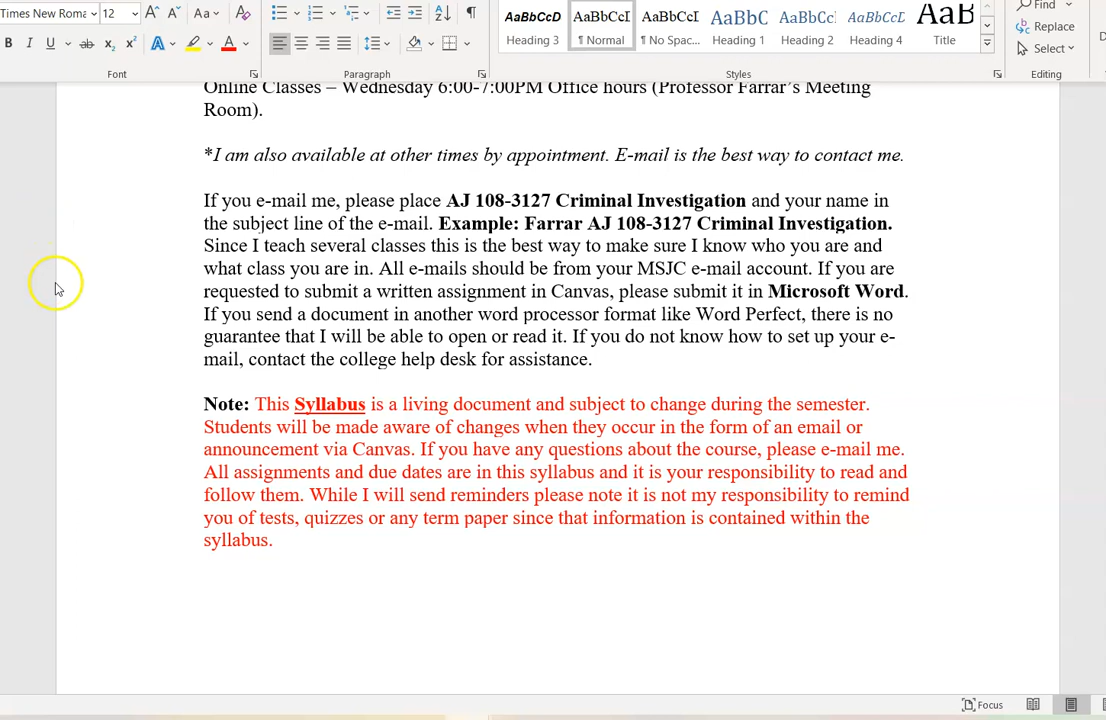 Times New Roma 12 Aa
Find
Replace
Select
AaBbCcD AaBbCcI AaBbCcI AaBbC AaBbCc AaBbCcI AaB
Heading 3 ¶ Normal ¶ No Spac... Heading 1 Heading 2 Heading 4 Title
Font Paragraph Styles Editing
Online Classes – Wednesday 6:00-7:00PM Office hours (Professor Farrar's Meeting
Room).
*I am also available at other times by appointment. E-mail is the best way to contact me.
If you e-mail me, please place AJ 108-3127 Criminal Investigation and your name in
the subject line of the e-mail. Example: Farrar AJ 108-3127 Criminal Investigation.
Since I teach several classes this is the best way to make sure I know who you are and
what class you are in. All e-mails should be from your MSJC e-mail account. If you are
requested to submit a written assignment in Canvas, please submit it in Microsoft Word.
If you send a document in another word processor format like Word Perfect, there is no
guarantee that I will be able to open or read it. If you do not know how to set up your e-
mail, contact the college help desk for assistance.
Note: This Syllabus is a living document and subject to change during the semester.
Students will be made aware of changes when they occur in the form of an email or
announcement via Canvas. If you have any questions about the course, please e-mail me.
All assignments and due dates are in this syllabus and it is your responsibility to read and
follow them. While I will send reminders please note it is not my responsibility to remind
you of tests, quizzes or any term paper since that information is contained within the
syllabus.
Focus